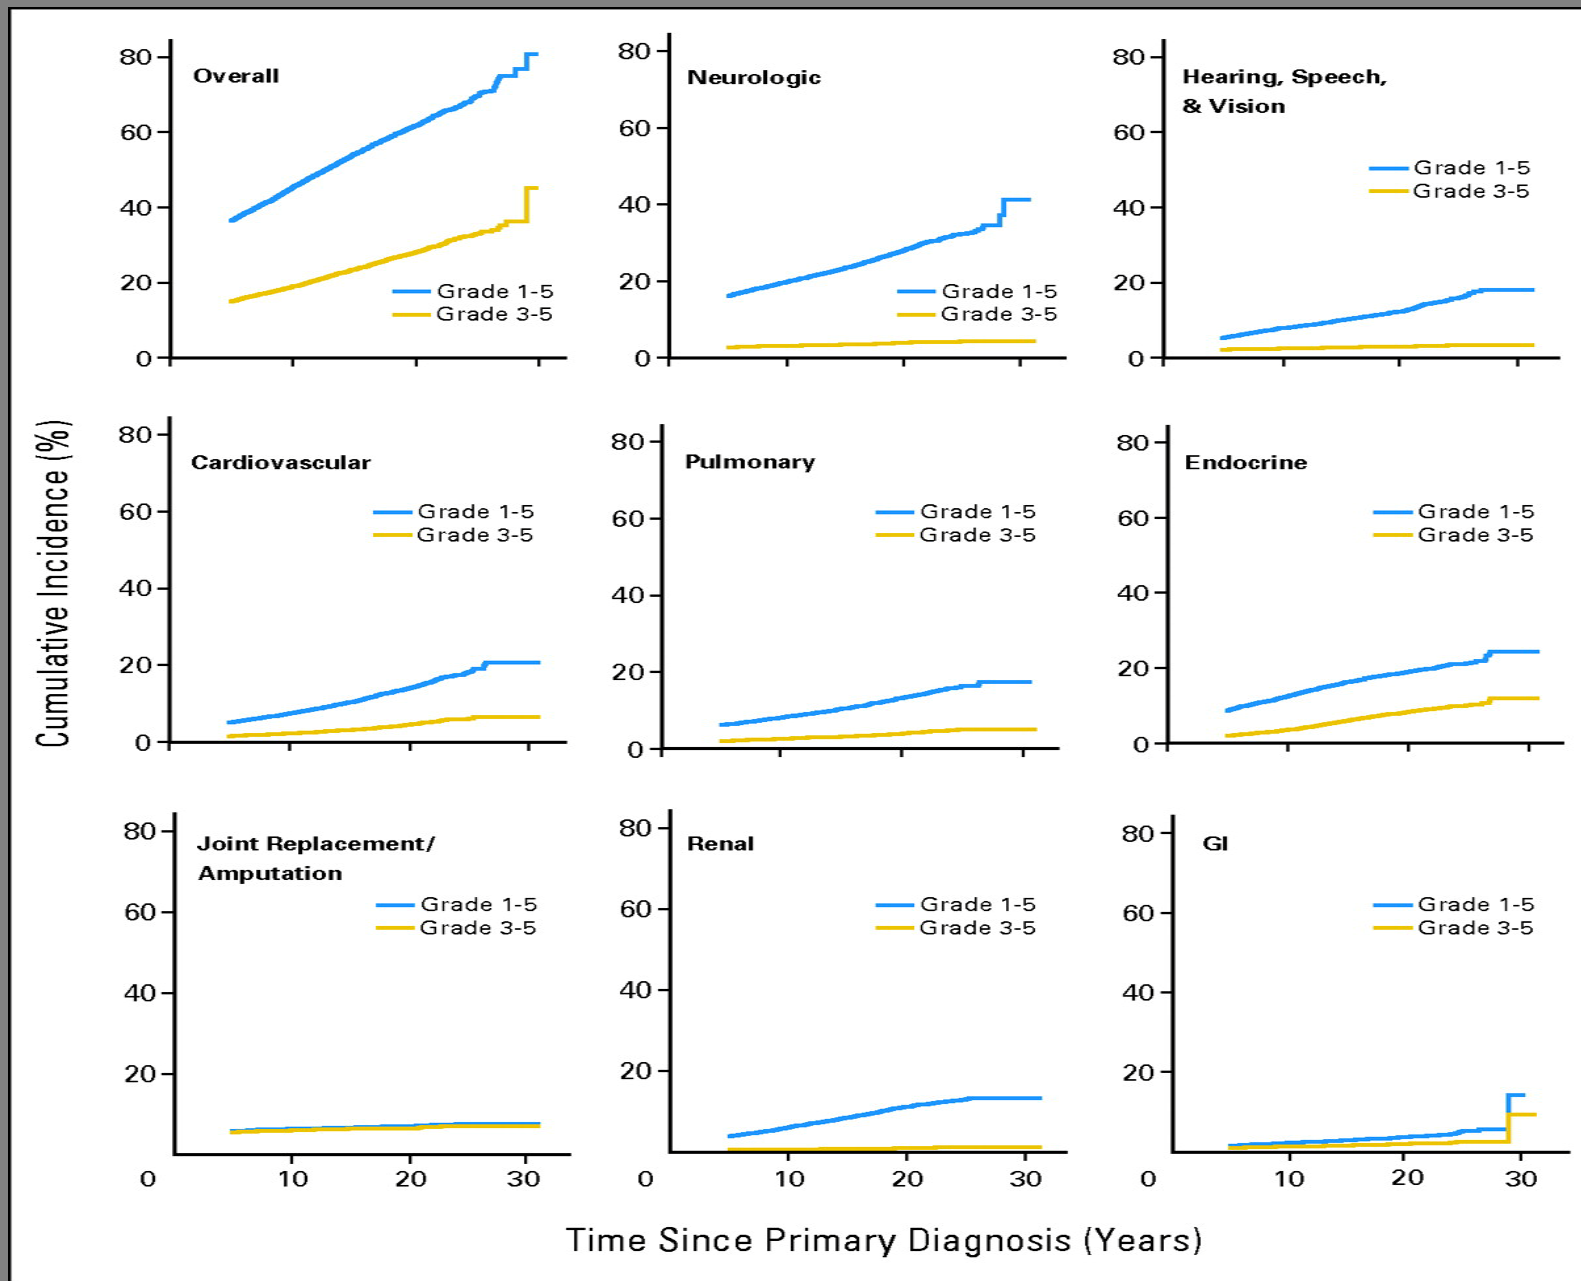 Cumulative Incidence (%)
Overall
80
60
40
20
0
Grade 1-5
Grade 3-5
Neurologic
80
60
40
20
0
Grade 1-5
Grade 3-5
Hearing, Speech,
& Vision
80
60
40
20
0
Grade 1-5
Grade 3-5
Cardiovascular
80
60
40
20
0
Grade 1-5
Grade 3-5
Pulmonary
80
60
40
20
0
Grade 1-5
Grade 3-5
Endocrine
80
60
40
20
0
Grade 1-5
Grade 3-5
Joint Replacement/
Amputation
80
60
40
20
Grade 1-5
Grade 3-5
0 10 20 30
Renal
80
60
40
20
Grade 1-5
Grade 3-5
0 10 20 30
GI
80
60
40
20
Grade 1-5
Grade 3-5
0 10 20 30
Time Since Primary Diagnosis (Years)